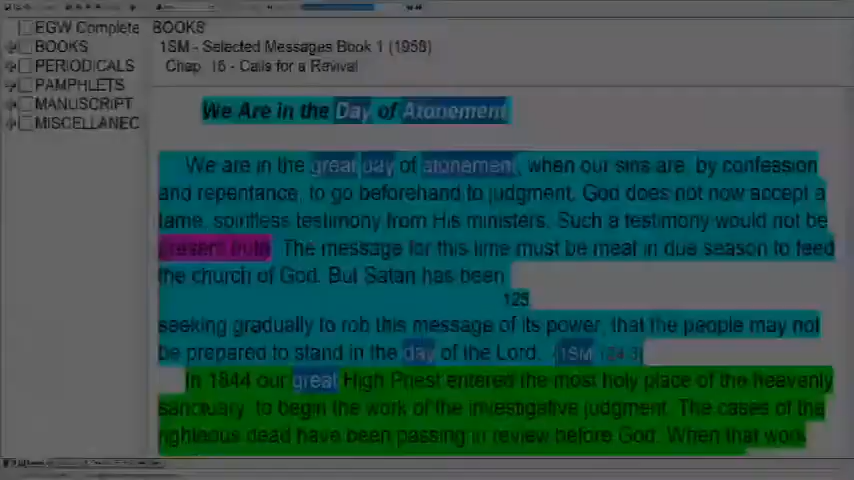 EGW Complete
BOOKS
PERIODICALS
PAMPHLETS
MANUSCRIPT
MISCELLANEC
BOOKS
1SM - Selected Messages Book 1 (1958)
Chap. 16 - Calls for a Revival
We Are in the Day of Atonement
We are in the great day of atonement, when our sins are, by confession
and repentance, to go beforehand to judgment. God does not now accept a
tame, spiritless testimony from His ministers. Such a testimony would not be
present truth. The message for this time must be meat in due season to feed
the church of God. But Satan has been
125
seeking gradually to rob this message of its power, that the people may not
be prepared to stand in the day of the Lord. {1SM 124.3}
In 1844 our great High Priest entered the most holy place of the heavenly
sanctuary, to begin the work of the investigative judgment. The cases of the
righteous dead have been passing in review before God. When that work